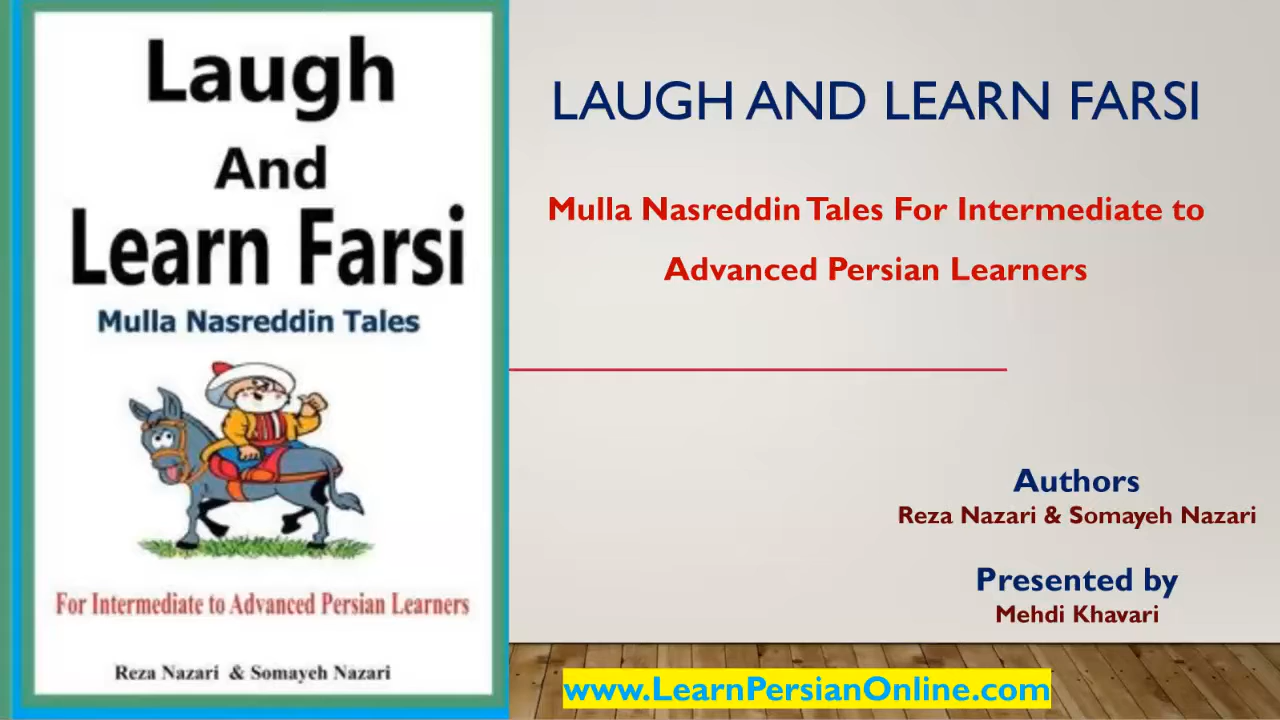 Laugh
And
Learn Farsi
Mulla Nasreddin Tales
For Intermediate to Advanced Persian Learners
Reza Nazari & Somayeh Nazari
LAUGH AND LEARN FARSI
Mulla Nasreddin Tales For Intermediate to
Advanced Persian Learners
Authors
Reza Nazari & Somayeh Nazari
Presented by
Mehdi Khavari
www.LearnPersianOnline.com